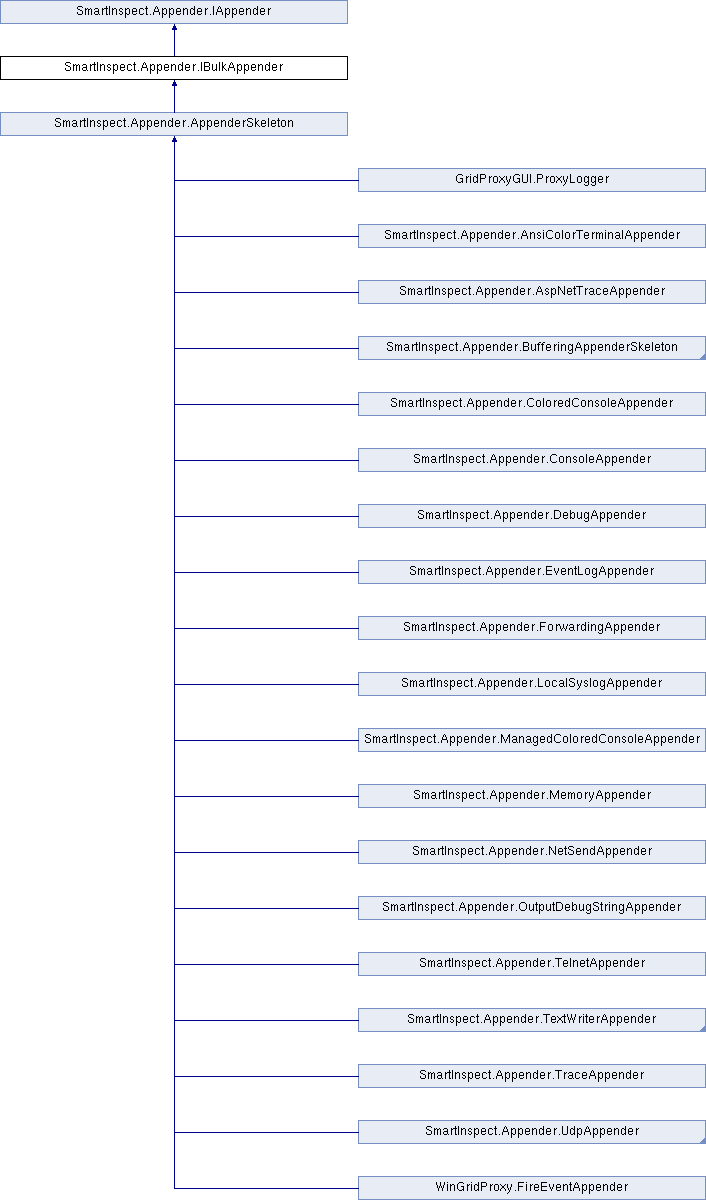 SmartInspect.Appender.IAppender
SmartInspect.Appender.IBulkAppender
SmartInspect.Appender.AppenderSkeleton
GridProxyGUI.ProxyLogger
SmartInspect.Appender.AnsiColorTerminalAppender
SmartInspect.Appender.AspNetTraceAppender
SmartInspect.Appender.BufferingAppenderSkeleton
SmartInspect.Appender.ColoredConsoleAppender
SmartInspect.Appender.ConsoleAppender
SmartInspect.Appender.DebugAppender
SmartInspect.Appender.EventLogAppender
SmartInspect.Appender.ForwardingAppender
SmartInspect.Appender.LocalSyslogAppender
SmartInspect.Appender.ManagedColoredConsoleAppender
SmartInspect.Appender.MemoryAppender
SmartInspect.Appender.NetSendAppender
SmartInspect.Appender.OutputDebugStringAppender
SmartInspect.Appender.TelnetAppender
SmartInspect.Appender.TextWriterAppender
SmartInspect.Appender.TraceAppender
SmartInspect.Appender.UdpAppender
WinGridProxy.FireEventAppender